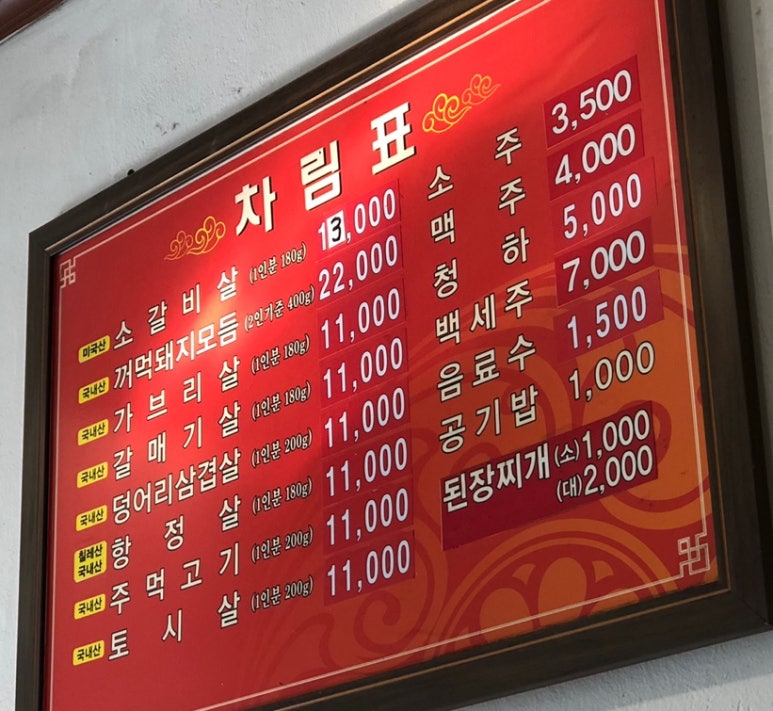 차림표
미국산 소갈비살 (1인분 180g) 13,000
국내산 꺼먹돼지모듬 (2인기준 400g) 22,000
국내산 가브리살 (1인분 180g) 11,000
국내산 갈매기살 (1인분 180g) 11,000
국내산 덩어리삼겹살 (1인분 200g) 11,000
칠레산 국내산 항정살 (1인분 180g) 11,000
국내산 주먹고기 (1인분 200g) 11,000
국내산 토시살 (1인분 200g) 11,000
소주 3,500
맥주 4,000
청하 5,000
백세주 7,000
음료수 1,500
공기밥 1,000
된장찌개 (소) 1,000
(대) 2,000